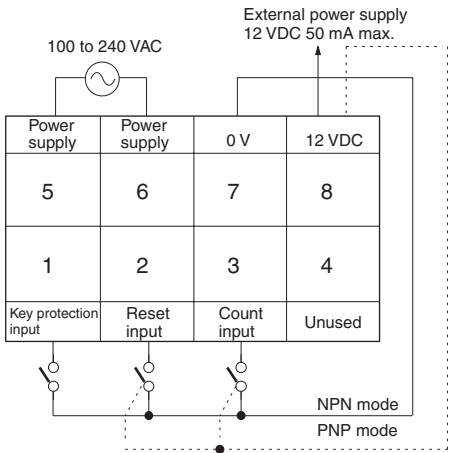 External power supply
12 VDC 50 mA max.
100 to 240 VAC
Power supply
Power supply
0 V
12 VDC
5
6
7
8
1
2
3
4
Key protection input
Reset input
Count input
Unused
NPN mode
PNP mode